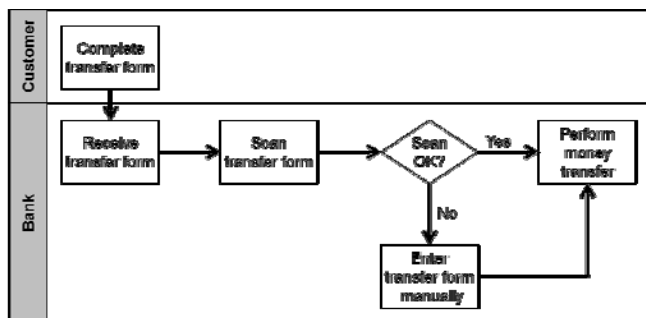 Customer
Complete
transfer form
Bank
Receive
transfer form
Scan
transfer form
Scan
OK?
Yes
Perform
money
transfer
No
Enter
transfer form
manually